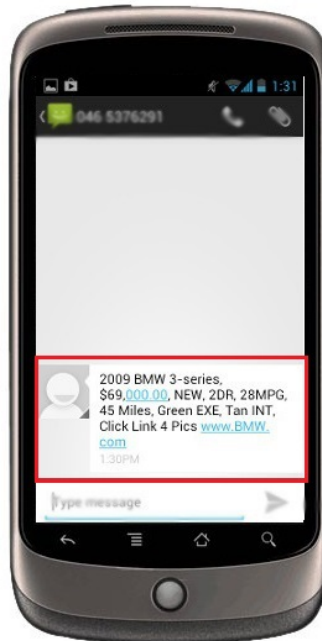 1:31
046 5376291
2009 BMW 3-series,
$69,000.00, NEW, 2DR, 28MPG,
45 Miles, Green EXE, Tan INT,
Click Link 4 Pics www.BMW.
com
1:30PM
Type message